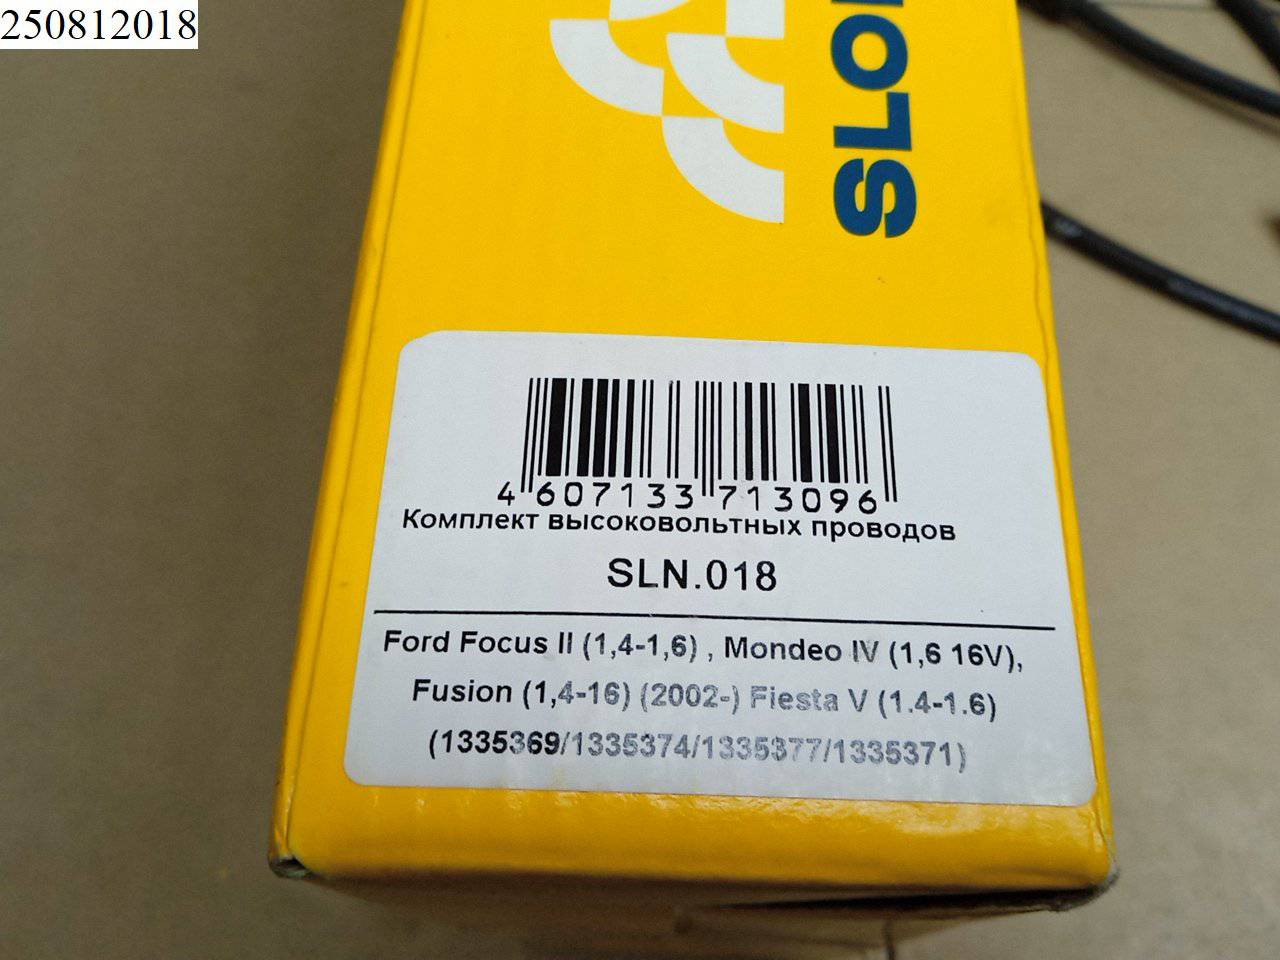 250812018
SLO
4 607133 713096
Комплект высоковольтных проводов
SLN.018
Ford Focus II (1,4-1,6) , Mondeo IV (1,6 16V),
Fusion (1,4-16) (2002-) Fiesta V (1.4-1.6)
(1335369/1335374/1335377/1335371)